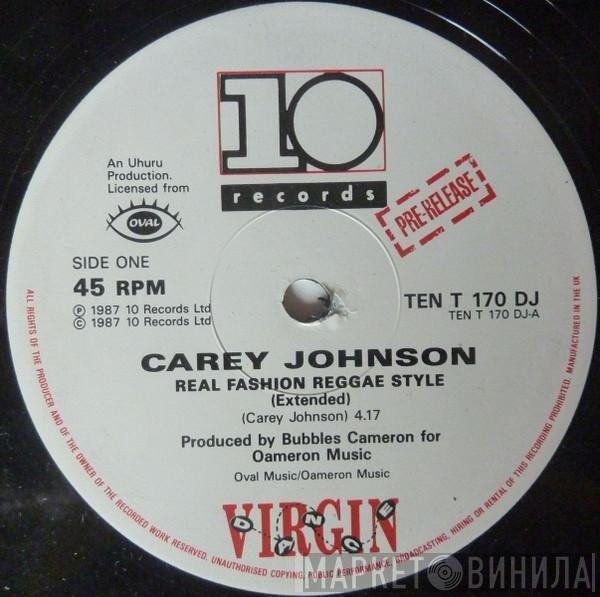 10
records
PRE-RELEASE
An Uhuru
Production.
Licensed from
OVAL
SIDE ONE
45 RPM
Ⓟ 1987 10 Records Ltd
© 1987 10 Records Ltd
TEN T 170 DJ
TEN T 170 DJ-A
CAREY JOHNSON
REAL FASHION REGGAE STYLE
(Extended)
(Carey Johnson) 4.17
Produced by Bubbles Cameron for
Oameron Music
Oval Music/Oameron Music
VIRGIN
DANCE
ALL RIGHTS OF THE PRODUCER AND OF THE OWNER OF THE RECORDED WORK RESERVED. UNAUTHORISED COPYING, PUBLIC PERFORMANCE, BROADCASTING, HIRING OR RENTAL OF THIS RECORDING PROHIBITED. MANUFACTURED IN THE UK
МАРКЕТ ВИНИЛА